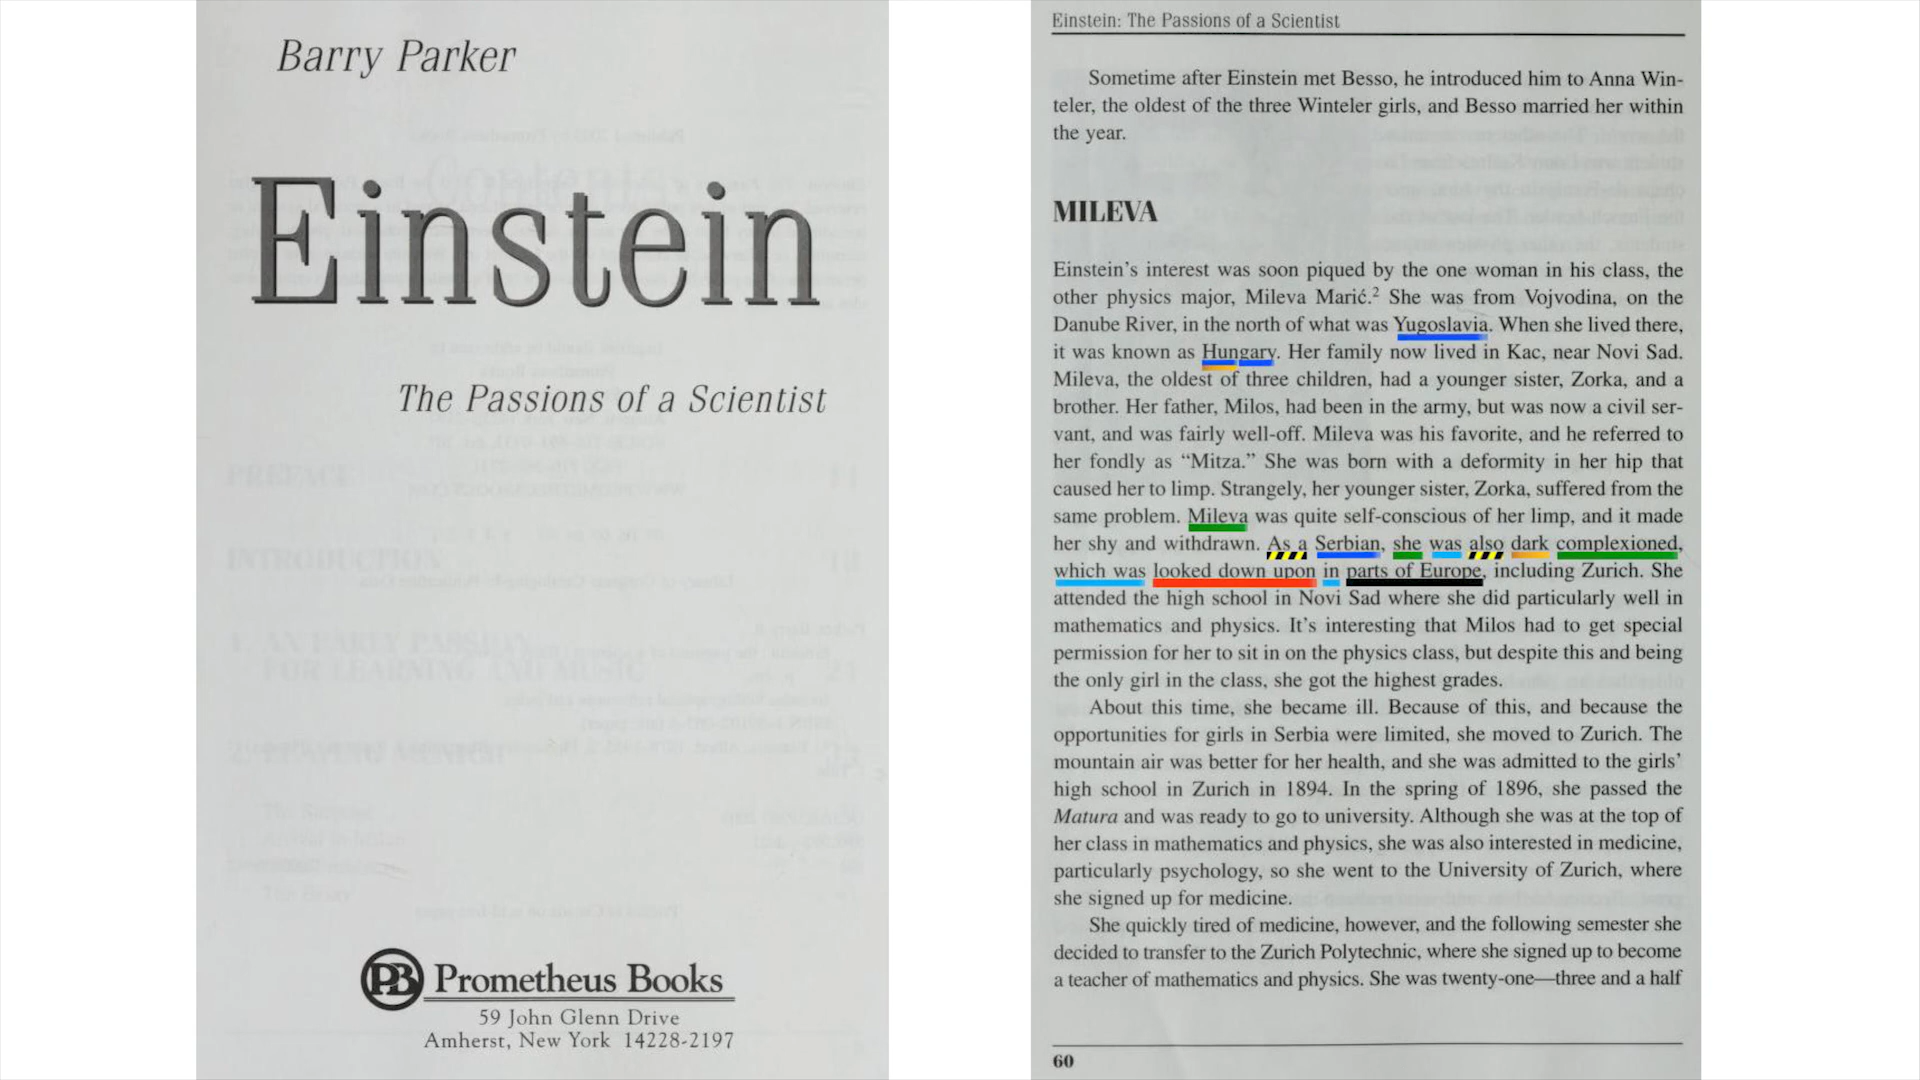 Barry Parker
Einstein
The Passions of a Scientist
PB Prometheus Books
59 John Glenn Drive
Amherst, New York 14228-2197
Einstein: The Passions of a Scientist
Sometime after Einstein met Besso, he introduced him to Anna Win-
teler, the oldest of the three Winteler girls, and Besso married her within
the year.
MILEVA
Einstein's interest was soon piqued by the one woman in his class, the
other physics major, Mileva Marić.² She was from Vojvodina, on the
Danube River, in the north of what was Yugoslavia. When she lived there,
it was known as Hungary. Her family now lived in Kac, near Novi Sad.
Mileva, the oldest of three children, had a younger sister, Zorka, and a
brother. Her father, Milos, had been in the army, but was now a civil ser-
vant, and was fairly well-off. Mileva was his favorite, and he referred to
her fondly as “Mitza.” She was born with a deformity in her hip that
caused her to limp. Strangely, her younger sister, Zorka, suffered from the
same problem. Mileva was quite self-conscious of her limp, and it made
her shy and withdrawn. As a Serbian, she was also dark complexioned,
which was looked down upon in parts of Europe, including Zurich. She
attended the high school in Novi Sad where she did particularly well in
mathematics and physics. It's interesting that Milos had to get special
permission for her to sit in on the physics class, but despite this and being
the only girl in the class, she got the highest grades.
About this time, she became ill. Because of this, and because the
opportunities for girls in Serbia were limited, she moved to Zurich. The
mountain air was better for her health, and she was admitted to the girls'
high school in Zurich in 1894. In the spring of 1896, she passed the
Matura and was ready to go to university. Although she was at the top of
her class in mathematics and physics, she was also interested in medicine,
particularly psychology, so she went to the University of Zurich, where
she signed up for medicine.
She quickly tired of medicine, however, and the following semester she
decided to transfer to the Zurich Polytechnic, where she signed up to become
a teacher of mathematics and physics. She was twenty-one—three and a half
60